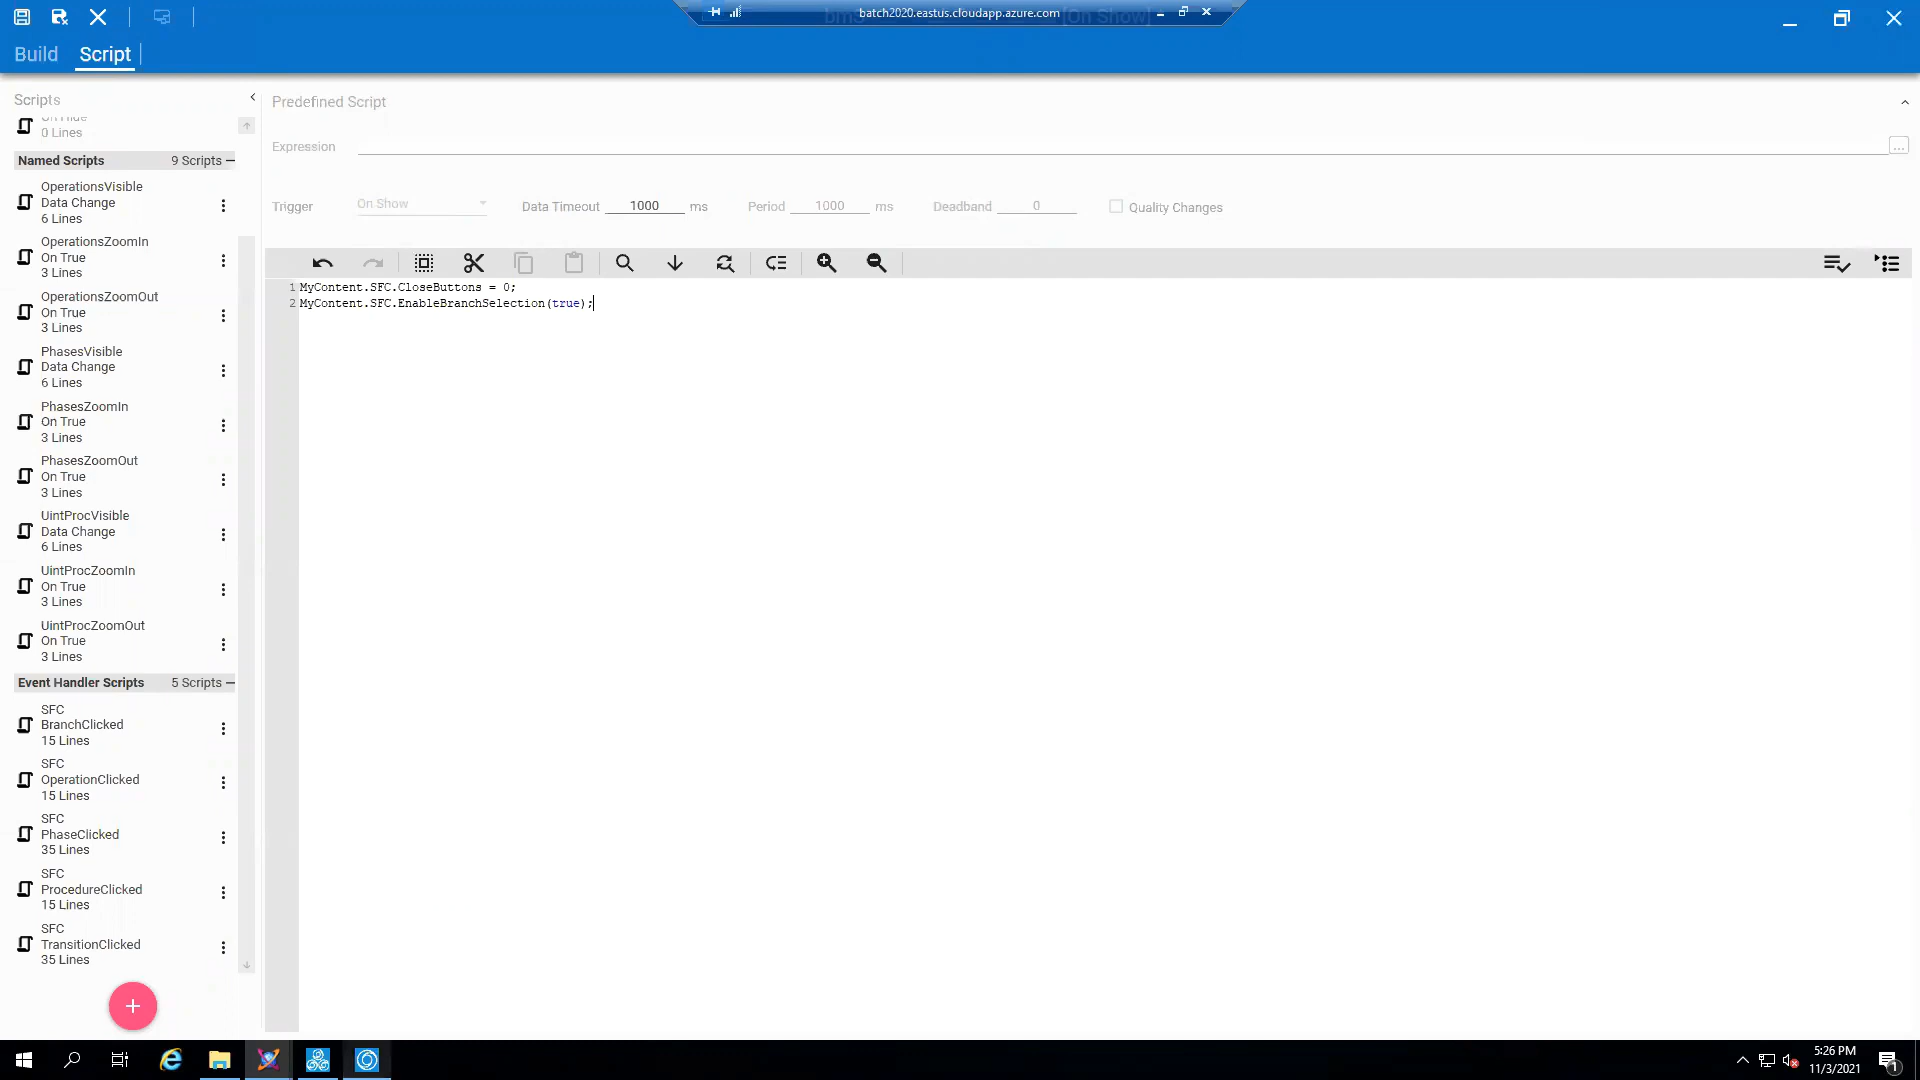 batch2020.eastus.cloudapp.azure.com
[On Show]
Build
Script
Scripts
On Hide
0 Lines
Named Scripts
9 Scripts
OperationsVisible
Data Change
6 Lines
OperationsZoomIn
On True
3 Lines
OperationsZoomOut
On True
3 Lines
PhasesVisible
Data Change
6 Lines
PhasesZoomIn
On True
3 Lines
PhasesZoomOut
On True
3 Lines
UintProcVisible
Data Change
6 Lines
UintProcZoomIn
On True
3 Lines
UintProcZoomOut
On True
3 Lines
Event Handler Scripts
5 Scripts
SFC
BranchClicked
15 Lines
SFC
OperationClicked
15 Lines
SFC
PhaseClicked
35 Lines
SFC
ProcedureClicked
15 Lines
SFC
TransitionClicked
35 Lines
Predefined Script
Expression
...
Trigger On Show Data Timeout 1000 ms Period 1000 ms Deadband 0 Quality Changes
1 MyContent.SFC.CloseButtons = 0;
2 MyContent.SFC.EnableBranchSelection(true);
5:26 PM
11/3/2021
1